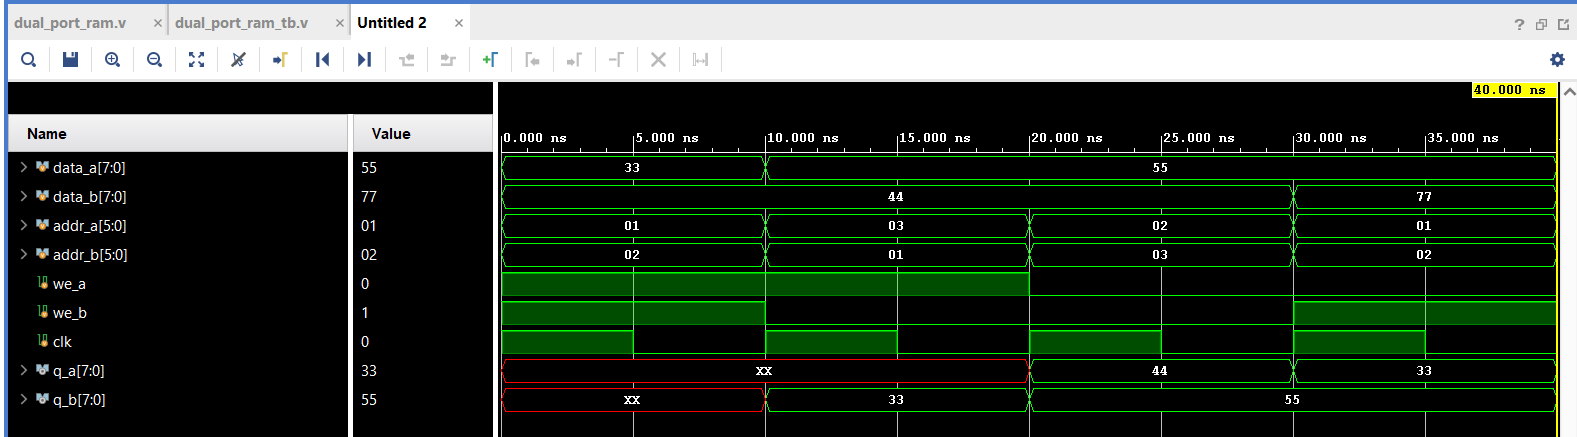 dual_port_ram.v × dual_port_ram_tb.v × Untitled 2 ×
?
40.000 ns
Name Value
0.000 ns 5.000 ns 10.000 ns 15.000 ns 20.000 ns 25.000 ns 30.000 ns 35.000 ns
data_a[7:0] 55 33 55
data_b[7:0] 77 44 77
addr_a[5:0] 01 01 03 02 01
addr_b[5:0] 02 02 01 03 02
we_a 0
we_b 1
clk 0
q_a[7:0] 33 XX 44 33
q_b[7:0] 55 XX 33 55